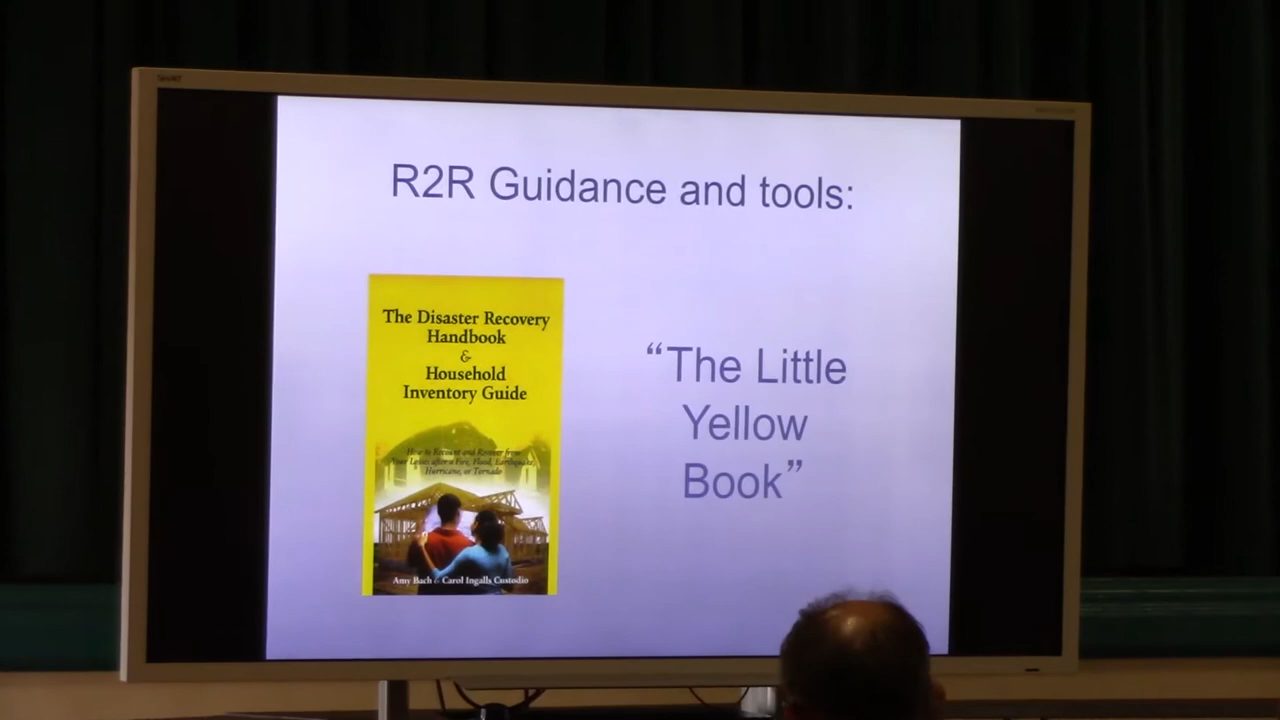 R2R Guidance and tools:
The Disaster Recovery
Handbook
&
Household
Inventory Guide
How to Recount and Recover from
Your Losses after a Fire, Flood, Earthquake,
Hurricane, or Tornado
Amy Bach & Carol Ingalls Custodio
“The Little
Yellow
Book”